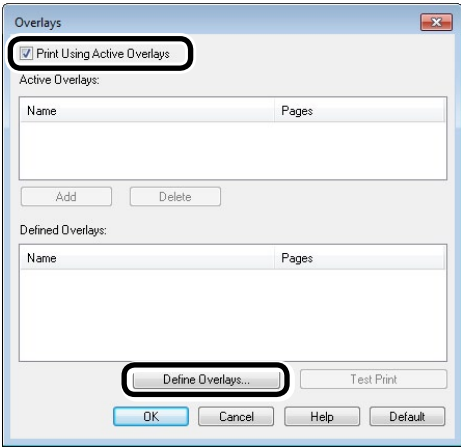 Overlays
Print Using Active Overlays
Active Overlays:
Name Pages
Add Delete
Defined Overlays:
Name Pages
Define Overlays... Test Print
OK Cancel Help Default